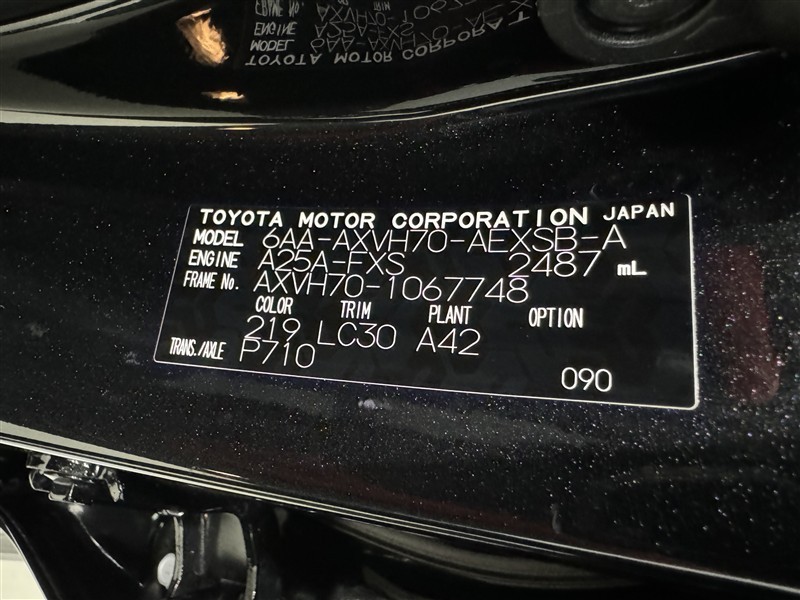 TOYOTA MOTOR CORPORATION JAPAN
MODEL 6AA-AXVH70-AEXSB-A
ENGINE A25A-FXS 2487 mL
FRAME No. AXVH70-1067748
COLOR TRIM PLANT OPTION
219 LC30 A42
TRANS./AXLE P710
090